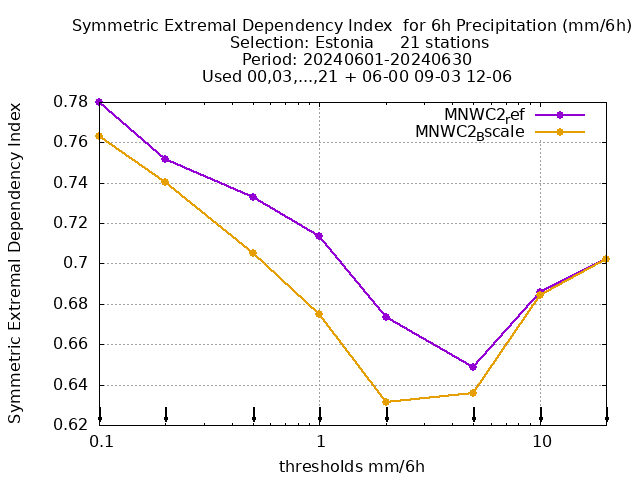 Symmetric Extremal Dependency Index  for 6h Precipitation (mm/6h)
Selection: Estonia     21 stations
Period: 20240601-20240630
Used 00,03,...,21 + 06-00 09-03 12-06
MNWC2ref
MNWC2Bscale
Symmetric Extremal Dependency Index
0.78
0.76
0.74
0.72
0.7
0.68
0.66
0.64
0.62
0.1
1
10
thresholds mm/6h